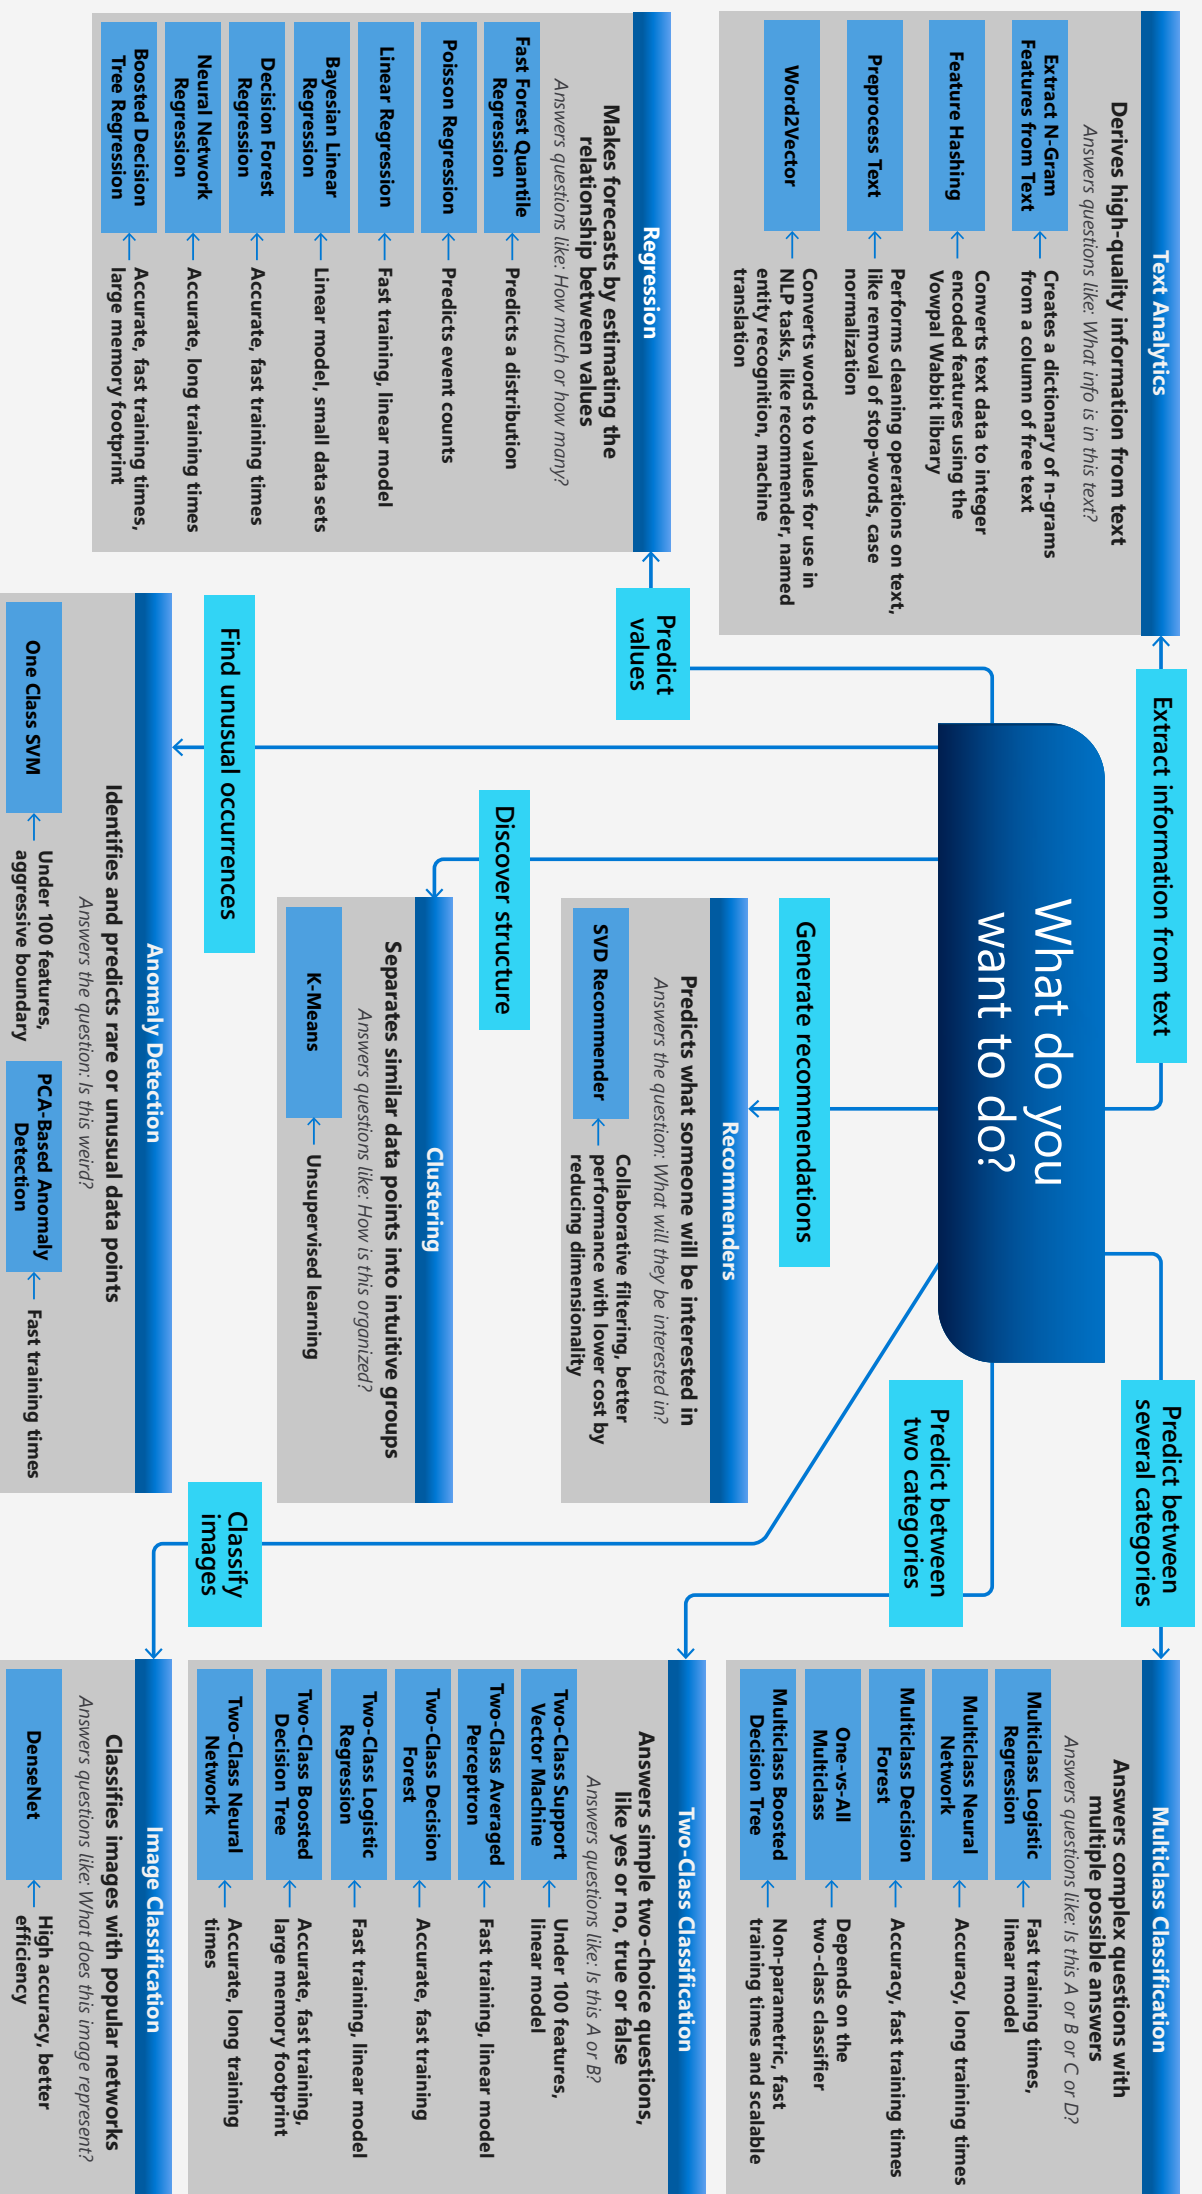 What do you
want to do?
Extract information from text
Text Analytics
Derives high-quality information from text
Answers questions like: What info is in this text?
Extract N-Gram
Features from Text
Creates a dictionary of n-grams
from a column of free text
Feature Hashing
Converts text data to integer
encoded features using the
Vowpal Wabbit library
Preprocess Text
Performs cleaning operations on text,
like removal of stop-words, case
normalization
Word2Vector
Converts words to values for use in
NLP tasks, like recommender, named
entity recognition, machine
translation
Predict
values
Regression
Makes forecasts by estimating the
relationship between values
Answers questions like: How much or how many?
Fast Forest Quantile
Regression
Predicts a distribution
Poisson Regression
Predicts event counts
Linear Regression
Fast training, linear model
Bayesian Linear
Regression
Linear model, small data sets
Decision Forest
Regression
Accurate, fast training times
Neural Network
Regression
Accurate, long training times
Boosted Decision
Tree Regression
Accurate, fast training times,
large memory footprint
Generate recommendations
Recommenders
Predicts what someone will be interested in
Answers the question: What will they be interested in?
SVD Recommender
Collaborative filtering, better
performance with lower cost by
reducing dimensionality
Discover structure
Clustering
Separates similar data points into intuitive groups
Answers questions like: How is this organized?
K-Means
Unsupervised learning
Find unusual occurrences
Anomaly Detection
Identifies and predicts rare or unusual data points
Answers the question: Is this weird?
One Class SVM
Under 100 features,
aggressive boundary
PCA-Based Anomaly
Detection
Fast training times
Predict between
several categories
Multiclass Classification
Answers complex questions with
multiple possible answers
Answers questions like: Is this A or B or C or D?
Multiclass Logistic
Regression
Fast training times,
linear model
Multiclass Neural
Network
Accuracy, long training times
Multiclass Decision
Forest
Accuracy, fast training times
One-vs-All
Multiclass
Depends on the
two-class classifier
Multiclass Boosted
Decision Tree
Non-parametric, fast
training times and scalable
Predict between
two categories
Two-Class Classification
Answers simple two-choice questions,
like yes or no, true or false
Answers questions like: Is this A or B?
Two-Class Support
Vector Machine
Under 100 features,
linear model
Two-Class Averaged
Perceptron
Fast training, linear model
Two-Class Decision
Forest
Accurate, fast training
Two-Class Logistic
Regression
Fast training, linear model
Two-Class Boosted
Decision Tree
Accurate, fast training,
large memory footprint
Two-Class Neural
Network
Accurate, long training
times
Classify
images
Image Classification
Classifies images with popular networks
Answers questions like: What does this image represent?
DenseNet
High accuracy, better
efficiency